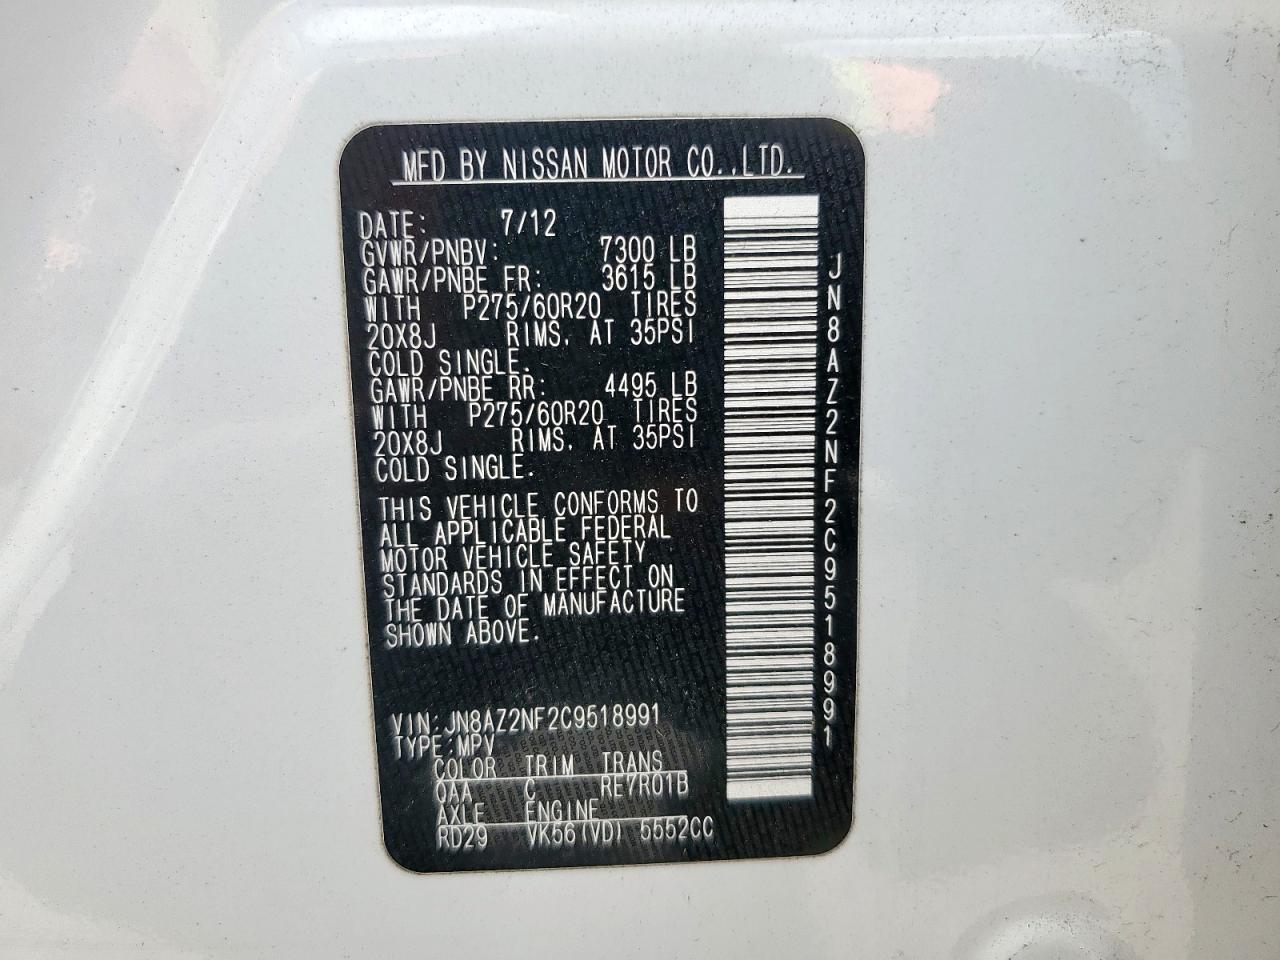 MFD BY NISSAN MOTOR CO.,LTD.
DATE: 7/12
GVWR/PNBV: 7300 LB
GAWR/PNBE FR: 3615 LB
WITH P275/60R20 TIRES
20X8J RIMS, AT 35PSI
COLD SINGLE.
GAWR/PNBE RR: 4495 LB
WITH P275/60R20 TIRES
20X8J RIMS, AT 35PSI
COLD SINGLE.
THIS VEHICLE CONFORMS TO
ALL APPLICABLE FEDERAL
MOTOR VEHICLE SAFETY
STANDARDS IN EFFECT ON
THE DATE OF MANUFACTURE
SHOWN ABOVE.
VIN:JN8AZ2NF2C9518991
TYPE:MPV
COLOR TRIM TRANS
QAA C RE7R01B
AXLE ENGINE
RD29 VK56(VD) 5552CC
JN8AZ2NF2C9518991